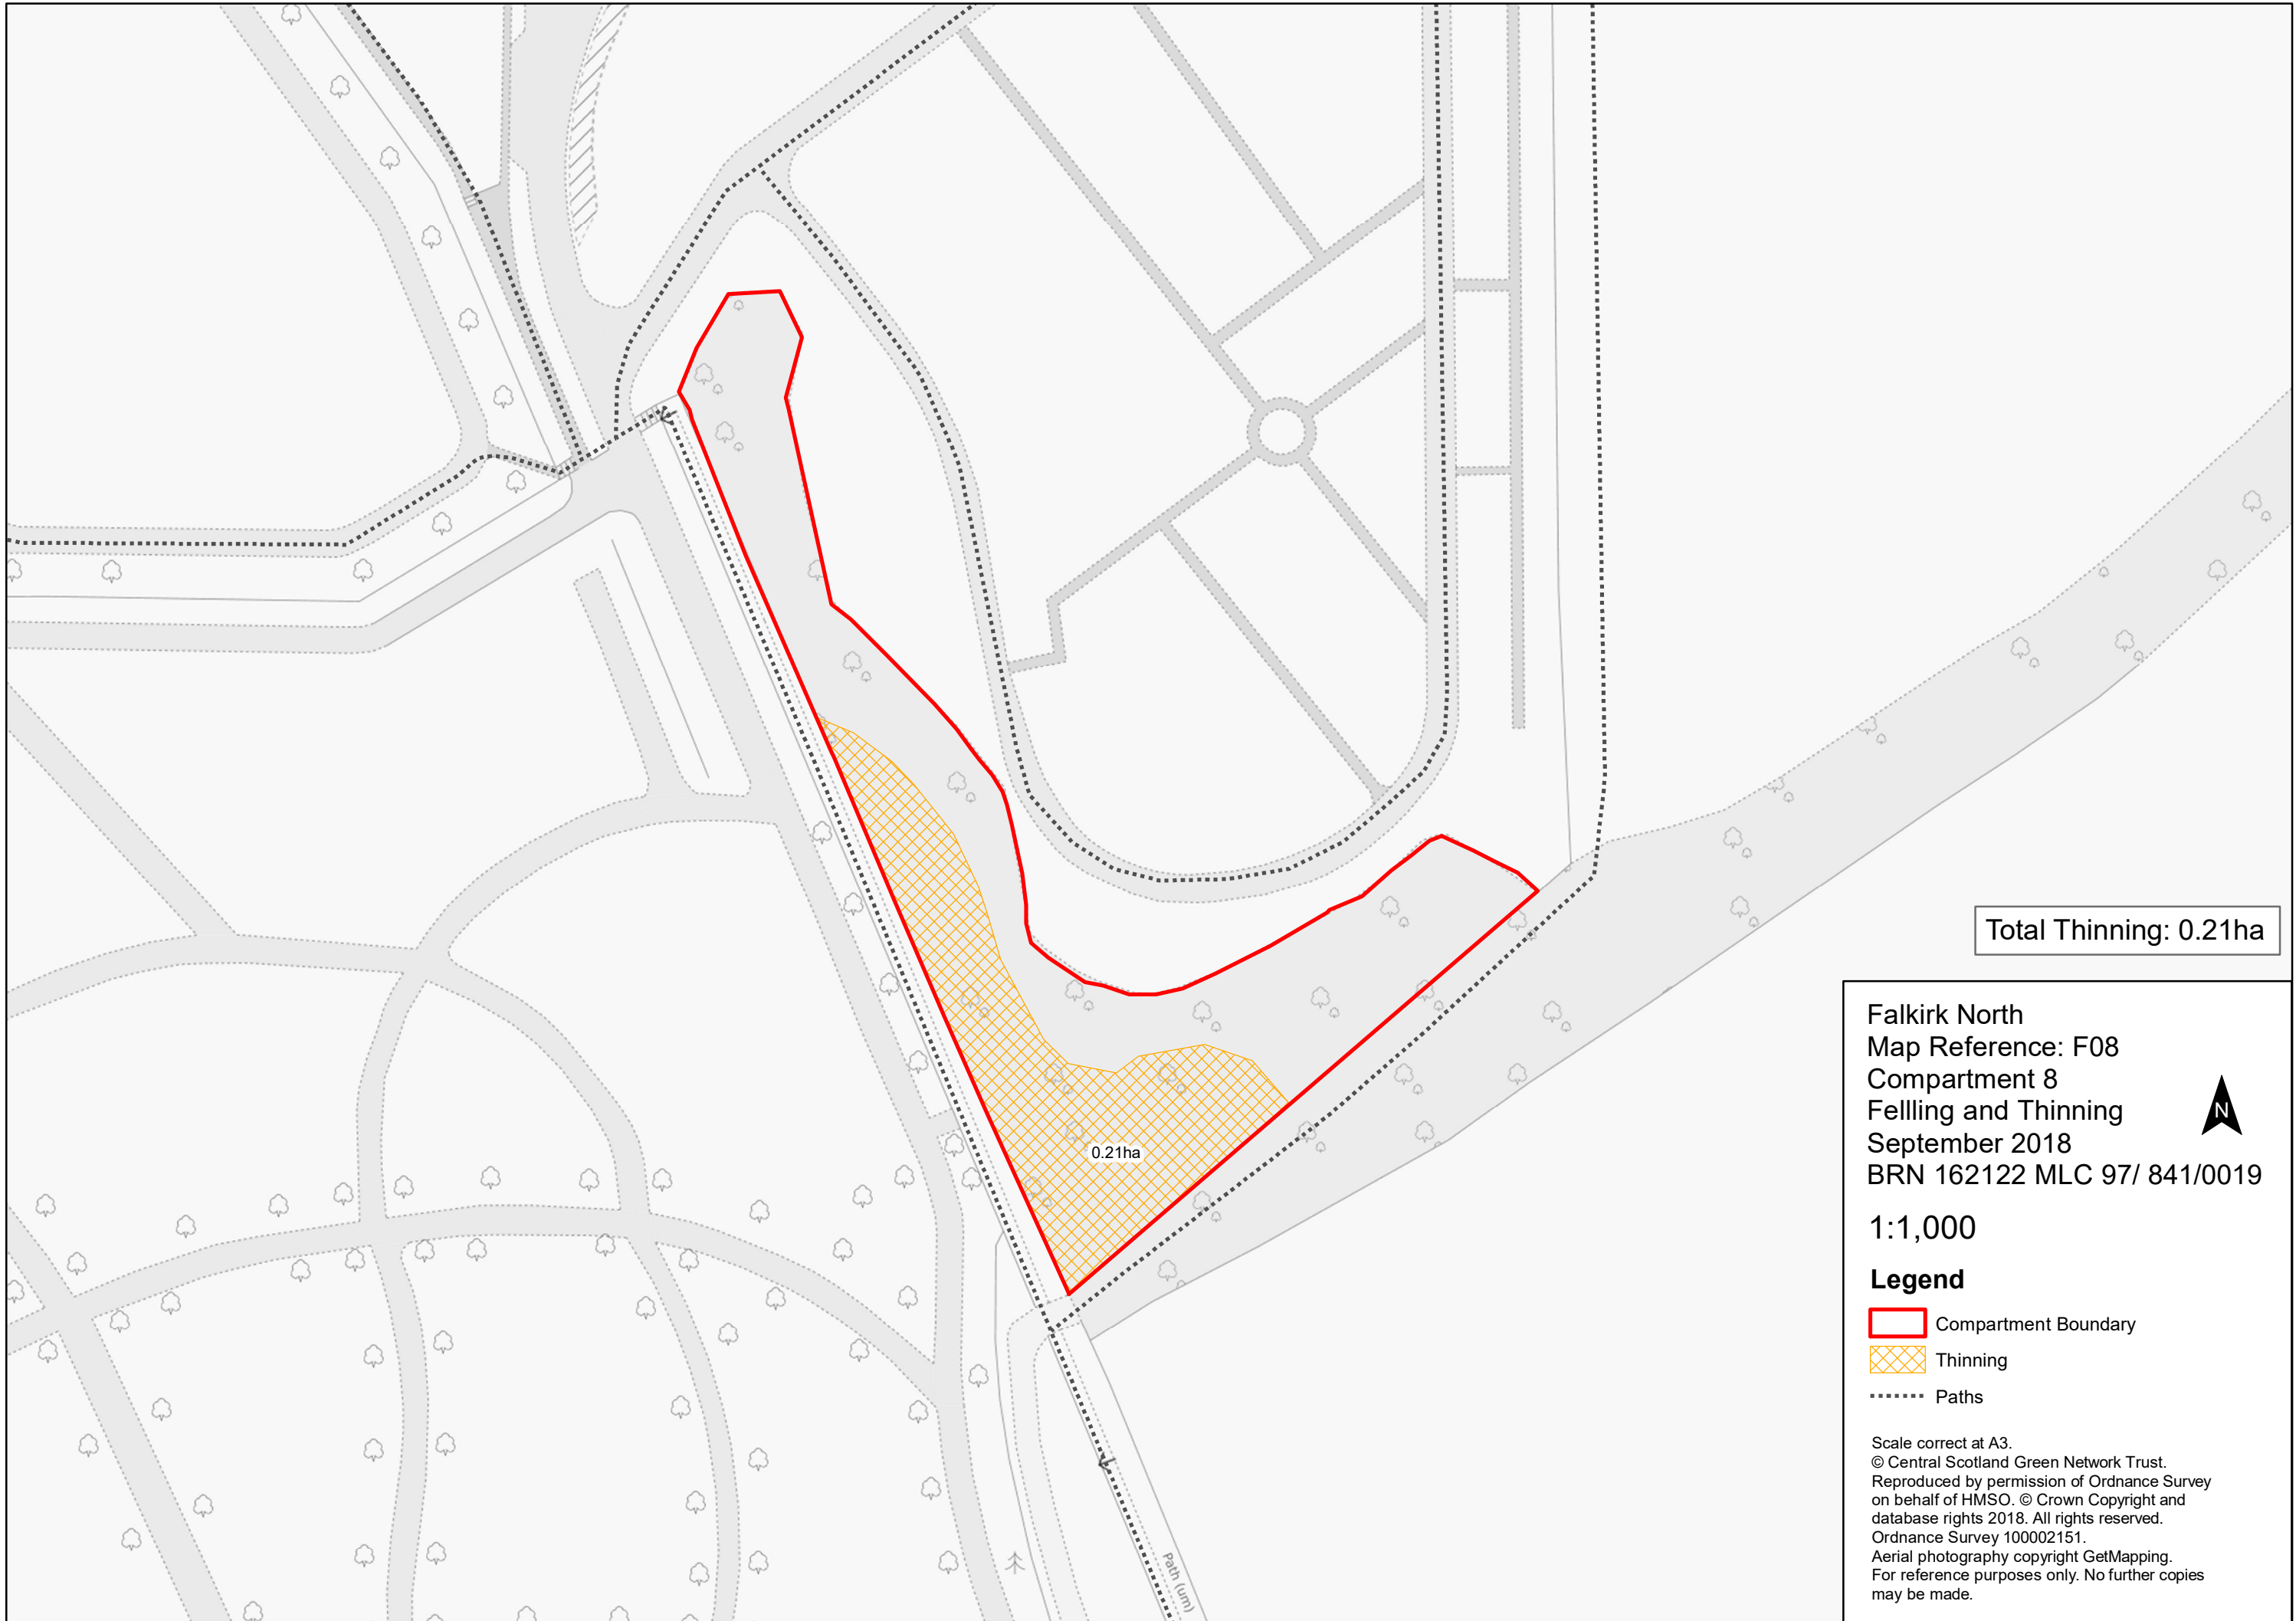 Total Thinning: 0.21ha
0.21ha
Path (um)
Falkirk North
Map Reference: F08
Compartment 8
Fellling and Thinning
September 2018
BRN 162122 MLC 97/ 841/0019
N
1:1,000
Legend
Compartment Boundary
Thinning
Paths
Scale correct at A3.
© Central Scotland Green Network Trust.
Reproduced by permission of Ordnance Survey
on behalf of HMSO. © Crown Copyright and
database rights 2018. All rights reserved.
Ordnance Survey 100002151.
Aerial photography copyright GetMapping.
For reference purposes only. No further copies
may be made.